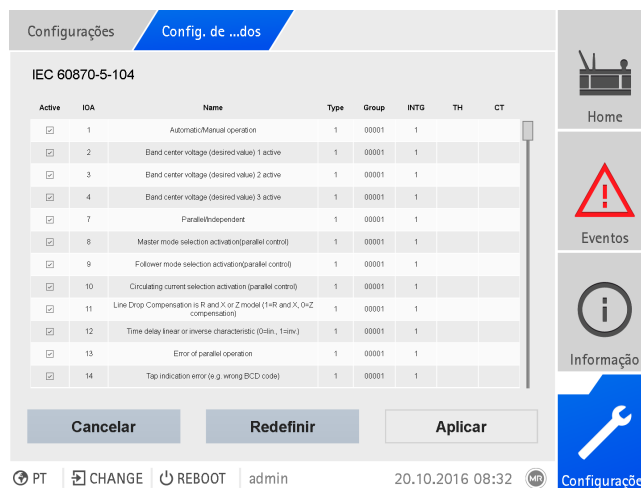 Configurações
Config. de ...dos
IEC 60870-5-104
Active IOA Name Type Group INTG TH CT
1 Automatic/Manual operation 1 00001 1
2 Band center voltage (desired value) 1 active 1 00001 1
3 Band center voltage (desired value) 2 active 1 00001 1
4 Band center voltage (desired value) 3 active 1 00001 1
7 Parallel/Independent 1 00001 1
8 Master mode selection activation(parallel control) 1 00001 1
9 Follower mode selection activation(parallel control) 1 00001 1
10 Circulating current selection activation (parallel control) 1 00001 1
11 Line Drop Compensation is R and X or Z model (1=R and X, 0=Z compensation) 1 00001 1
12 Time delay linear or inverse characteristic (0=lin., 1=inv.) 1 00001 1
13 Error of parallel operation 1 00001 1
14 Tap indication error (e.g. wrong BCD code) 1 00001 1
Cancelar
Redefinir
Aplicar
PT
CHANGE
REBOOT
admin
20.10.2016 08:32
MR
Home
Eventos
Informação
Configuraçõe